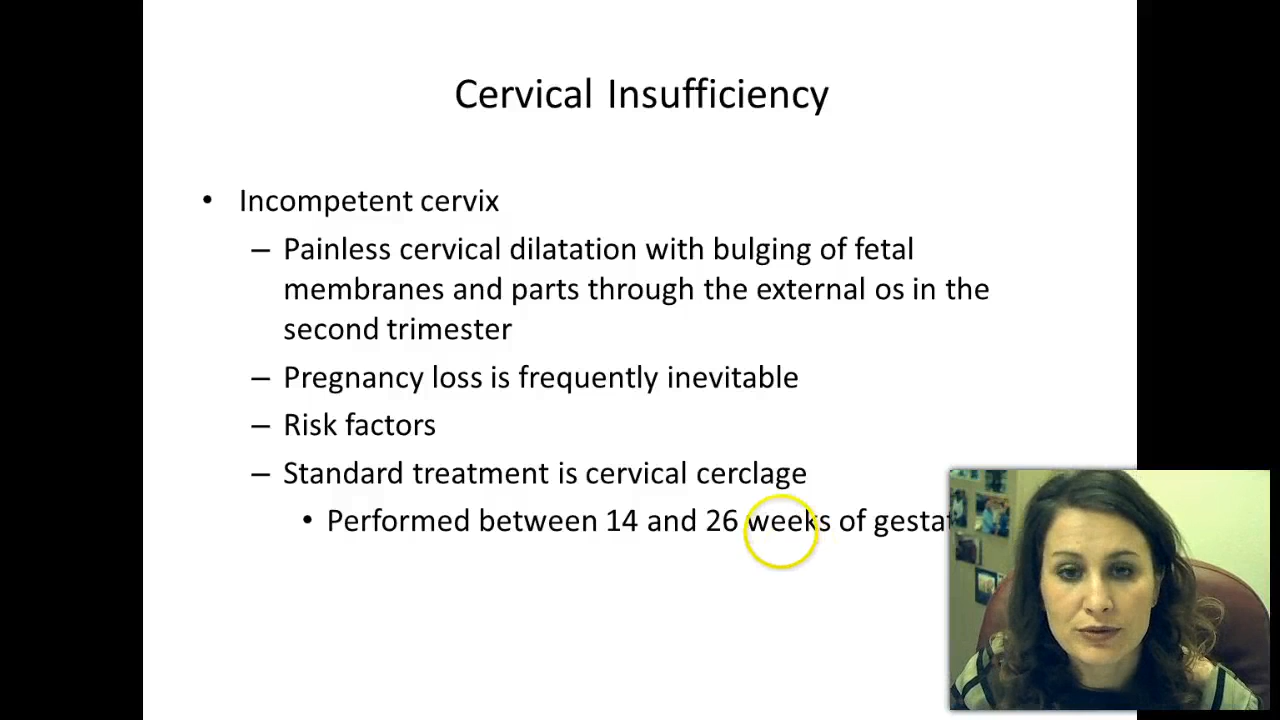 Cervical Insufficiency
• Incompetent cervix
– Painless cervical dilatation with bulging of fetal
membranes and parts through the external os in the
second trimester
– Pregnancy loss is frequently inevitable
– Risk factors
– Standard treatment is cervical cerclage
• Performed between 14 and 26 weeks of